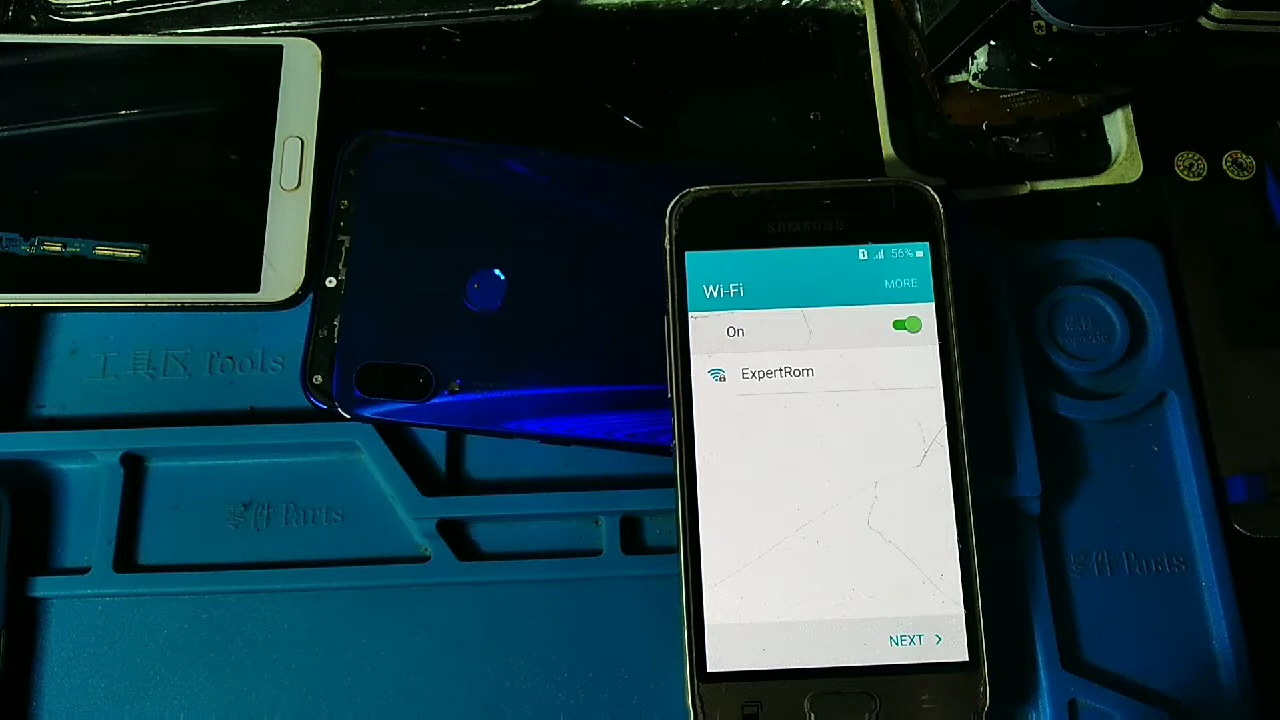 SAMSUNG
56%
Wi-Fi
MORE
On
ExpertRom
NEXT
工具区 Tools
零件 Parts
零件 Parts